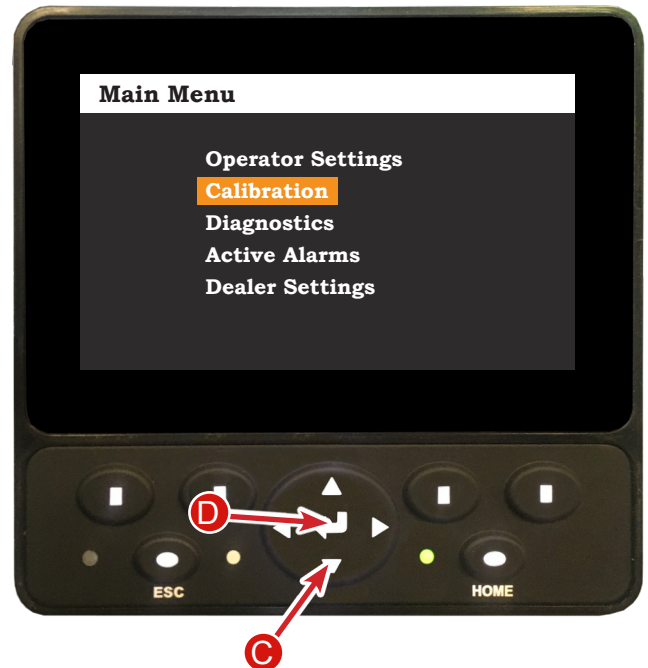 Main Menu
Operator Settings
Calibration
Diagnostics
Active Alarms
Dealer Settings
D
ESC
HOME
C